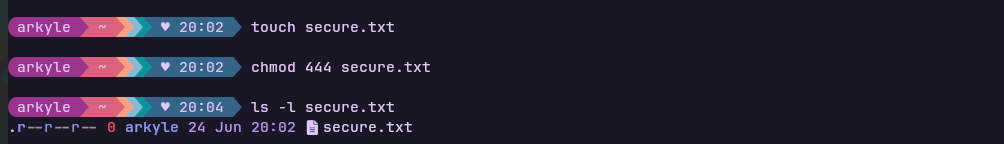 arkyle ~ ♥ 20:02 touch secure.txt
arkyle ~ ♥ 20:02 chmod 444 secure.txt
arkyle ~ ♥ 20:04 ls -l secure.txt
.r--r--r-- 0 arkyle 24 Jun 20:02 secure.txt